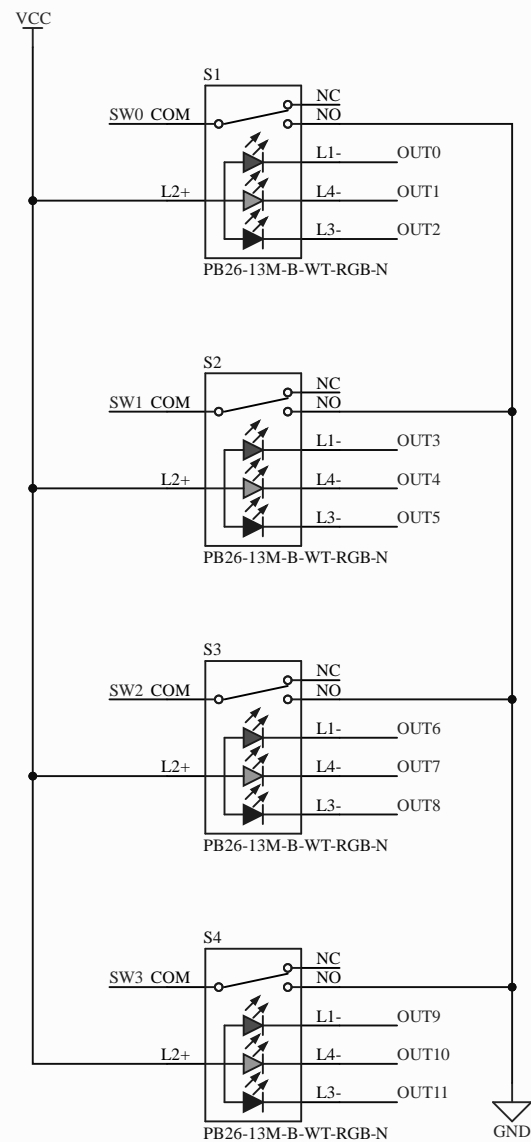 VCC
S1
NC
SW0 COM
NO
L1- OUT0
L2+
L4- OUT1
L3- OUT2
PB26-13M-B-WT-RGB-N
S2
NC
SW1 COM
NO
L1- OUT3
L2+
L4- OUT4
L3- OUT5
PB26-13M-B-WT-RGB-N
S3
NC
SW2 COM
NO
L1- OUT6
L2+
L4- OUT7
L3- OUT8
PB26-13M-B-WT-RGB-N
S4
NC
SW3 COM
NO
L1- OUT9
L2+
L4- OUT10
L3- OUT11
PB26-13M-B-WT-RGB-N
GND